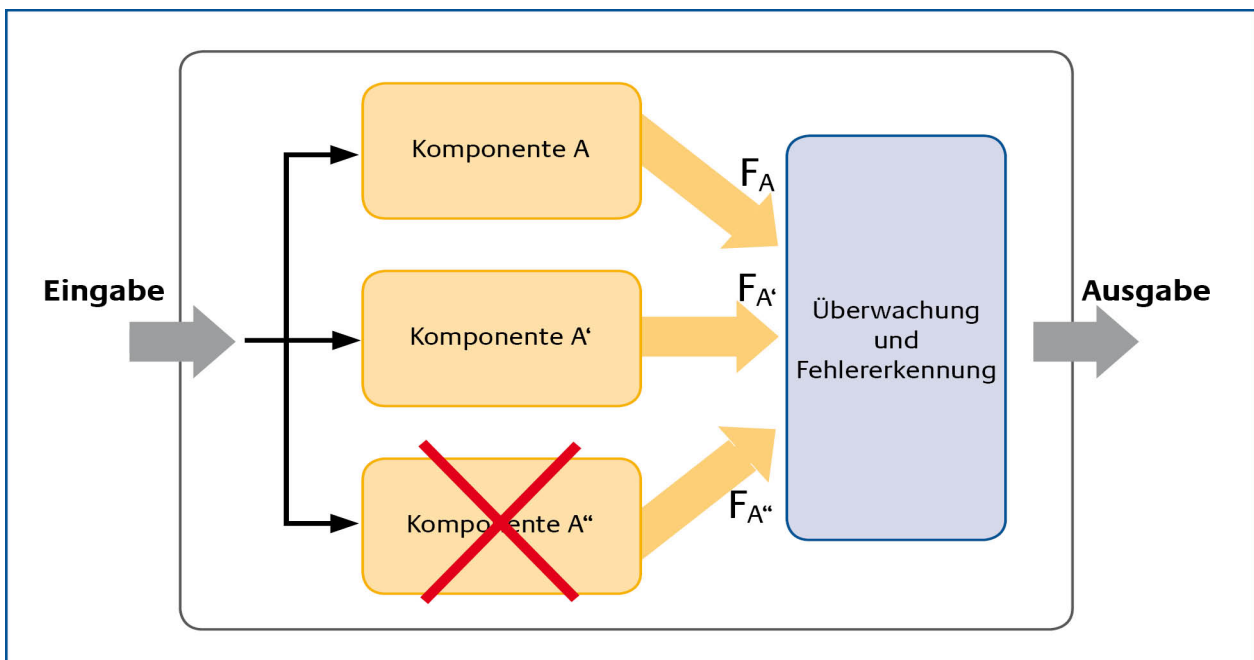 Komponente A
F_A
Eingabe
Komponente A‘
F_A‘
Überwachung
und
Fehlererkennung
Ausgabe
Komponente A“
F_A“